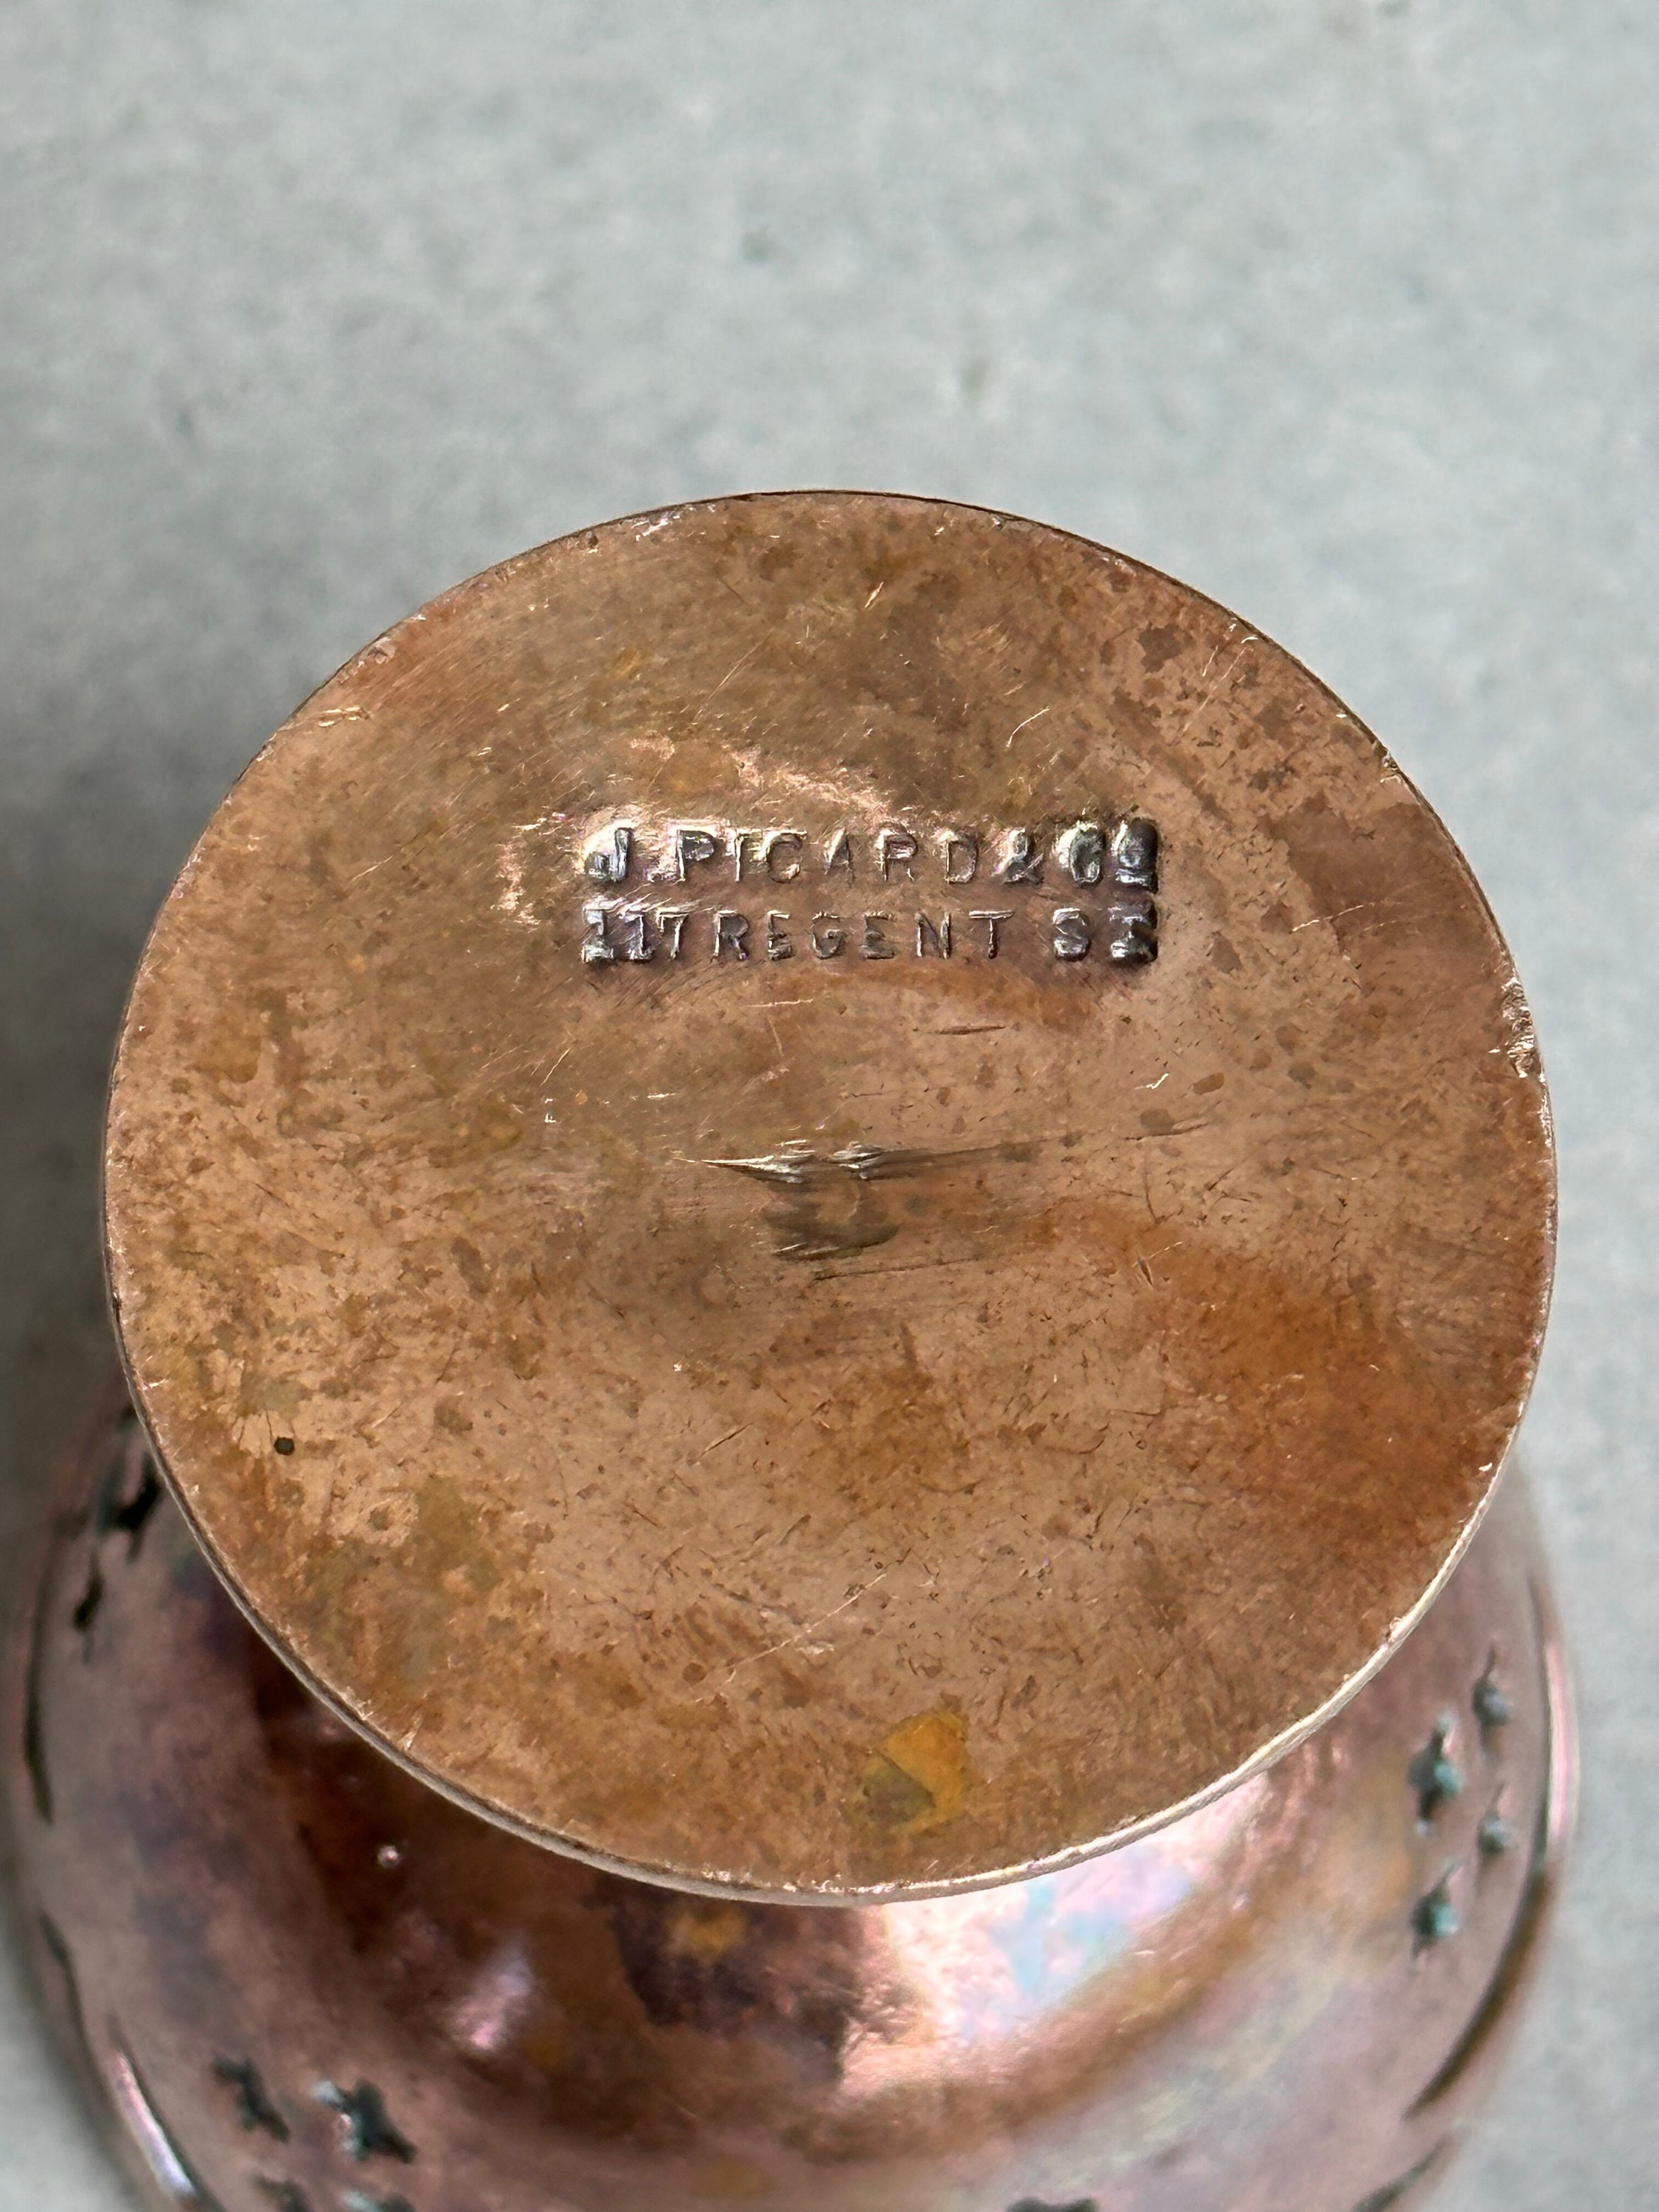 J. PICARD & Cº
117 REGENT ST